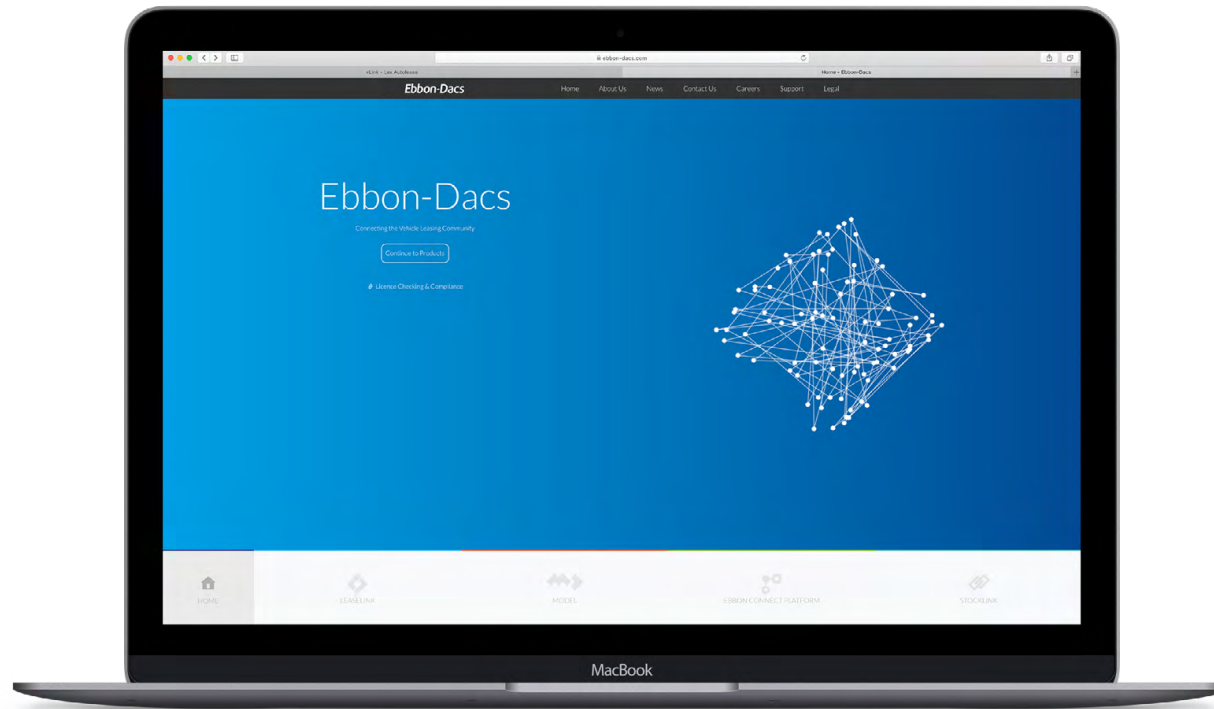 ebbon-dacs.com
Home – Ebbon-Dacs
Ebbon-Dacs Home About Us News Contact Us Careers Support Legal
Ebbon-Dacs
Connecting the Vehicle Leasing Community
Continue to Products
Licence Checking & Compliance
HOME LEASELINK MODEL EBBON CONNECT PLATFORM STOCKLINK
MacBook